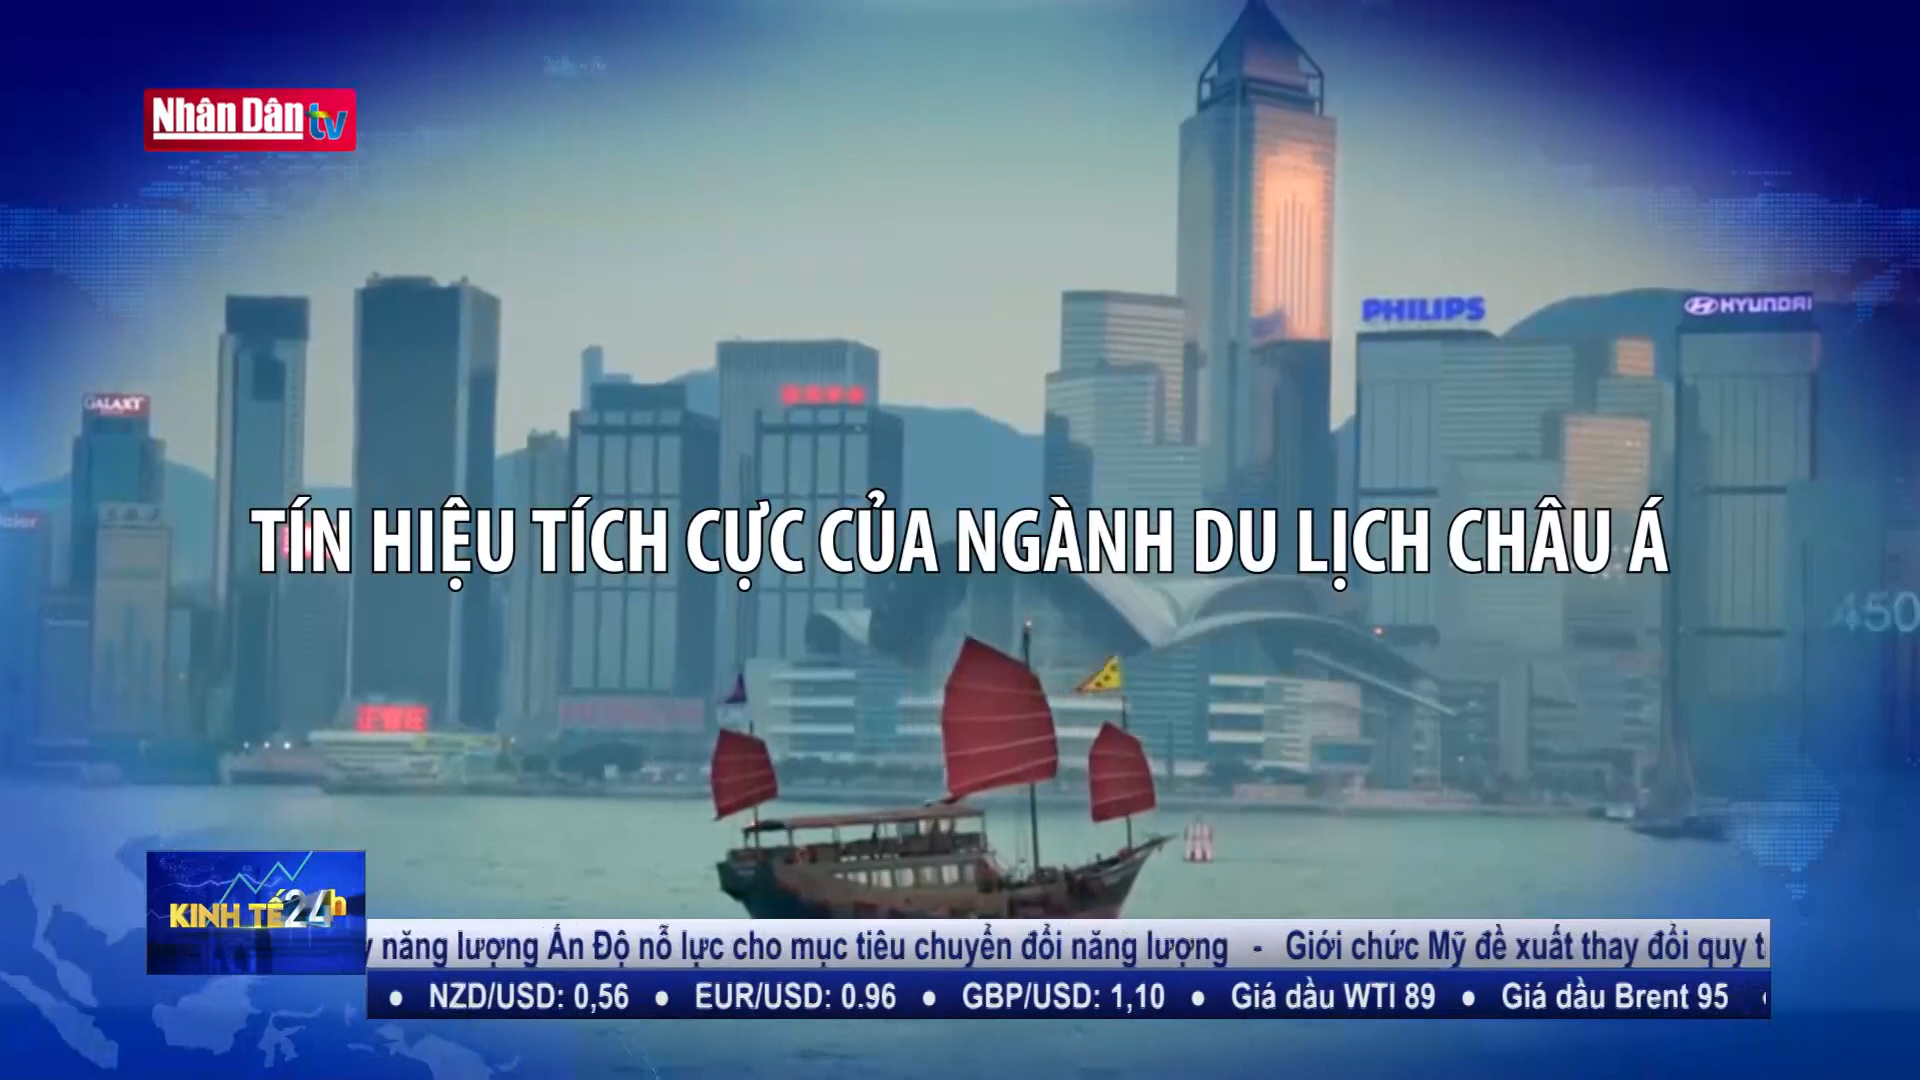 Nhân Dân tv
PHILIPS
HYUNDAI
GALAXY
TÍN HIỆU TÍCH CỰC CỦA NGÀNH DU LỊCH CHÂU Á
450
KINH TẾ 24h
năng lượng Ấn Độ nỗ lực cho mục tiêu chuyển đổi năng lượng - Giới chức Mỹ đề xuất thay đổi quy
• NZD/USD: 0,56 • EUR/USD: 0.96 • GBP/USD: 1,10 • Giá dầu WTI 89 • Giá dầu Brent 95